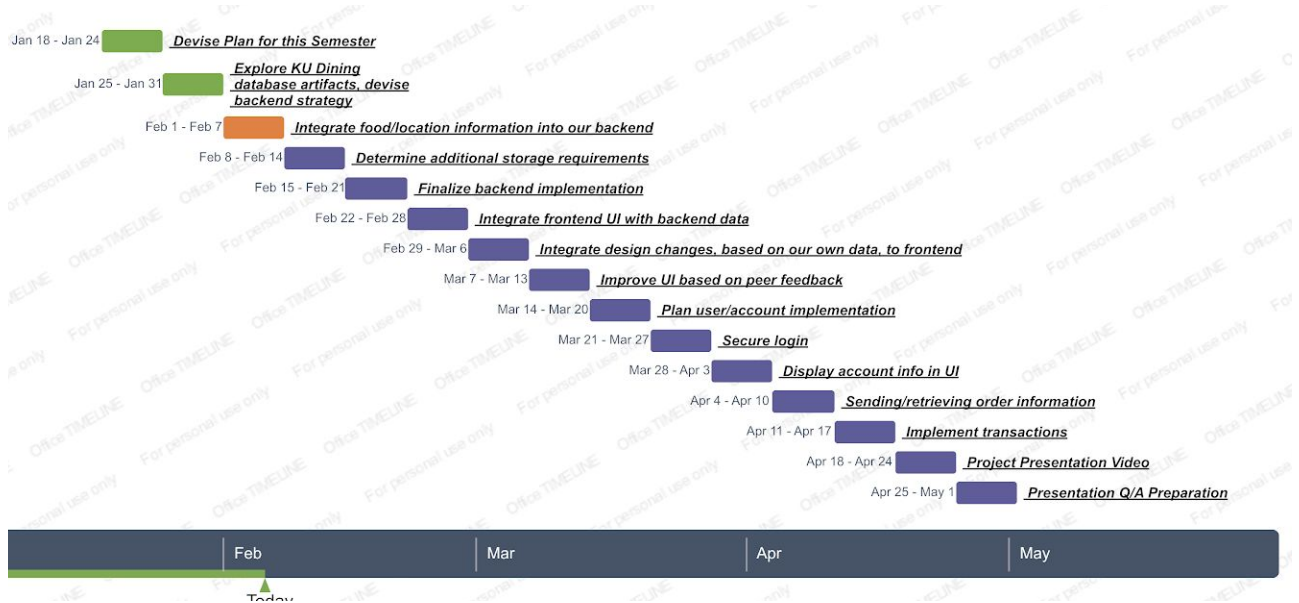 Jan 18 - Jan 24 Devise Plan for this Semester
Explore KU Dining
Jan 25 - Jan 31 database artifacts, devise
backend strategy
Feb 1 - Feb 7 Integrate food/location information into our backend
Feb 8 - Feb 14 Determine additional storage requirements
Feb 15 - Feb 21 Finalize backend implementation
Feb 22 - Feb 28 Integrate frontend UI with backend data
Feb 29 - Mar 6 Integrate design changes, based on our own data, to frontend
Mar 7 - Mar 13 Improve UI based on peer feedback
Mar 14 - Mar 20 Plan user/account implementation
Mar 21 - Mar 27 Secure login
Mar 28 - Apr 3 Display account info in UI
Apr 4 - Apr 10 Sending/retrieving order information
Apr 11 - Apr 17 Implement transactions
Apr 18 - Apr 24 Project Presentation Video
Apr 25 - May 1 Presentation Q/A Preparation
Feb Mar Apr May
Today
Office TIMELINE For personal use only